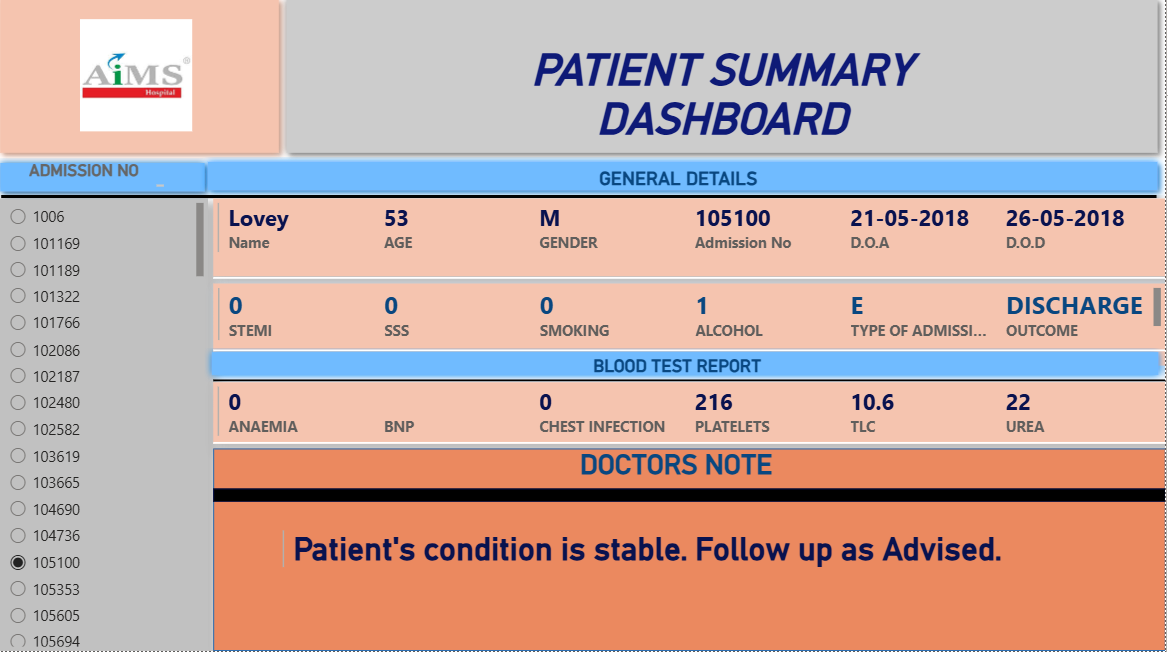 AiMS®
Hospital
PATIENT SUMMARY
DASHBOARD
ADMISSION NO
1006
101169
101189
101322
101766
102086
102187
102480
102582
103619
103665
104690
104736
105100
105353
105605
105694
GENERAL DETAILS
Lovey 53 M 105100 21-05-2018 26-05-2018
Name AGE GENDER Admission No D.O.A D.O.D
0 0 0 1 E DISCHARGE
STEMI SSS SMOKING ALCOHOL TYPE OF ADMISSI... OUTCOME
BLOOD TEST REPORT
0 0 216 10.6 22
ANAEMIA BNP CHEST INFECTION PLATELETS TLC UREA
DOCTORS NOTE
Patient's condition is stable. Follow up as Advised.